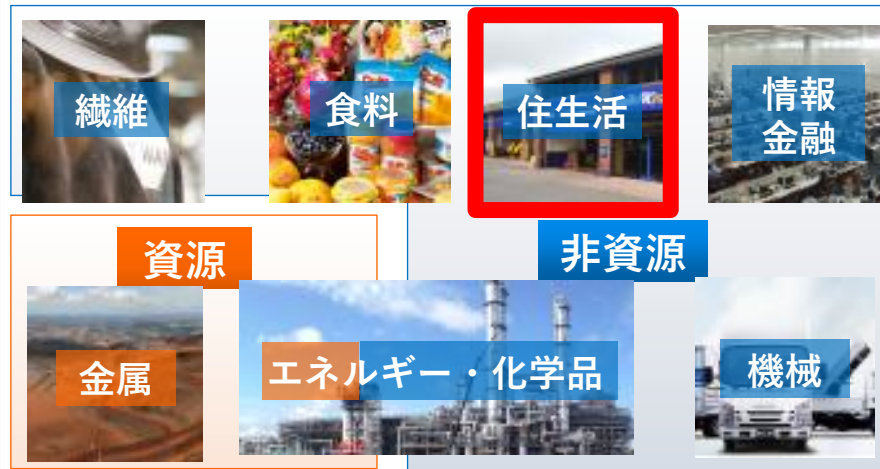 繊維
食料
住生活
情報
金融
資源
非資源
金属
エネルギー・化学品
機械